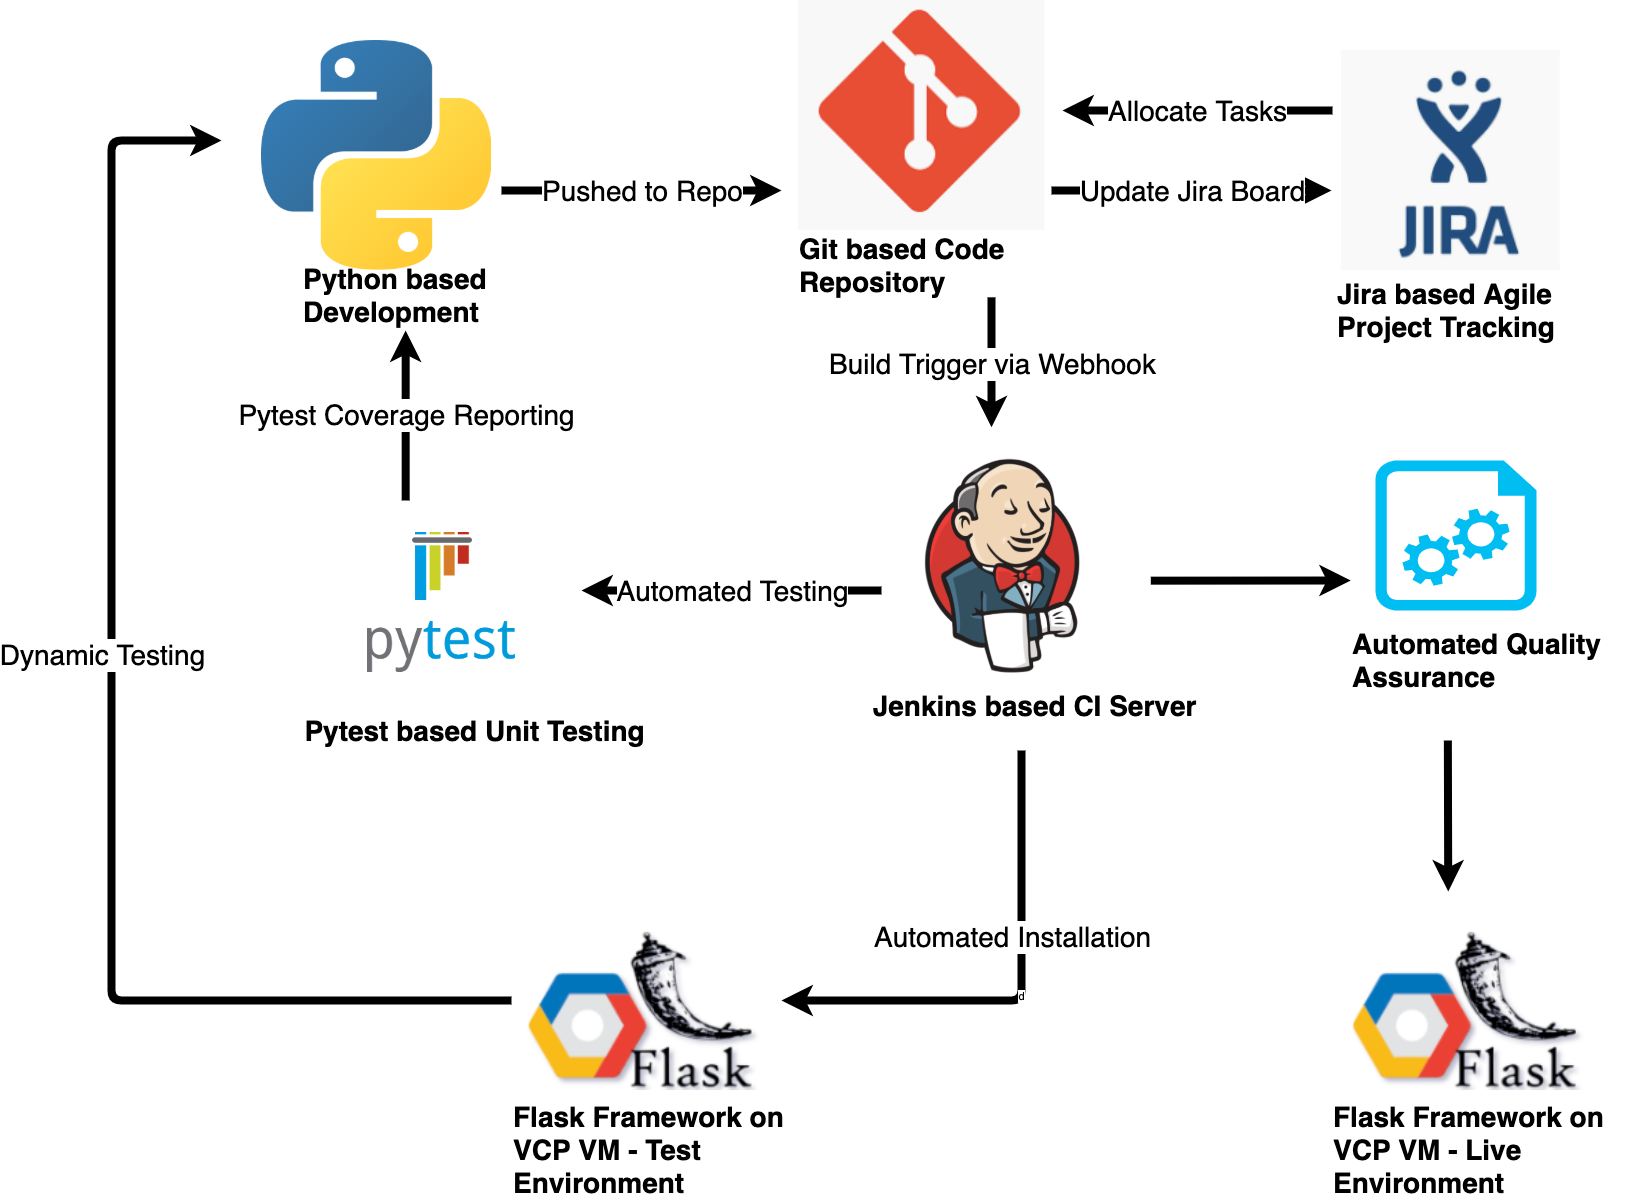 Allocate Tasks
Pushed to Repo
Update Jira Board
JIRA
Git based Code
Repository
Python based
Development
Jira based Agile
Project Tracking
Build Trigger via Webhook
Pytest Coverage Reporting
Automated Testing
pytest
Dynamic Testing
Automated Quality
Assurance
Jenkins based CI Server
Pytest based Unit Testing
Automated Installation
d
Flask
Flask
Flask Framework on
VCP VM - Test
Environment
Flask Framework on
VCP VM - Live
Environment